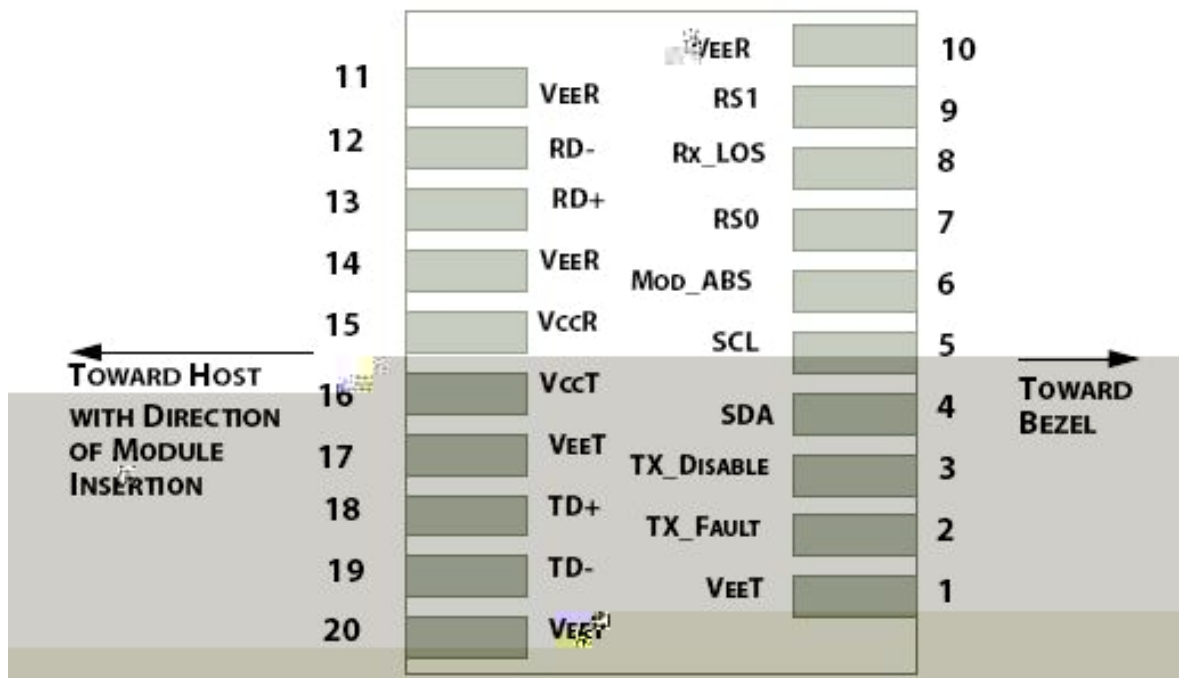 VEER 10
11 VEER
RS1 9
12 RD-
Rx_LOS 8
13 RD+
RS0 7
14 VEER
MOD_ABS 6
15 VCCR
SCL 5
TOWARD HOST
WITH DIRECTION
OF MODULE
INSERTION
16 VCCT
TOWARD
BEZEL
SDA 4
17 VEET
TX_DISABLE 3
18 TD+
TX_FAULT 2
19 TD-
VEET 1
20 VEET